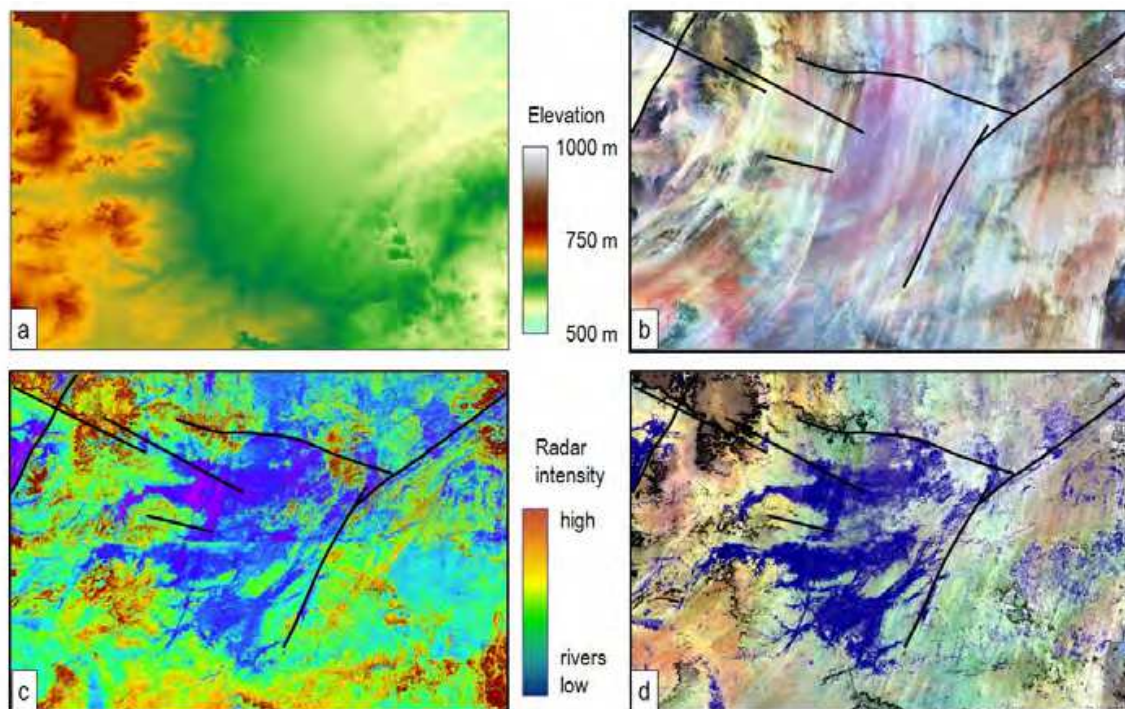 Elevation
1000 m
750 m
500 m
a
b
Radar
intensity
high
rivers
low
c
d